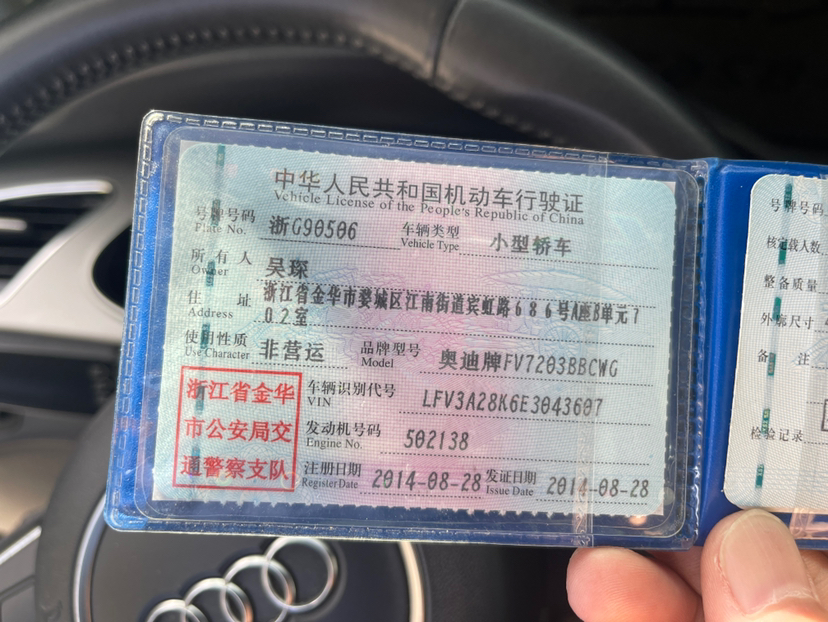 中华人民共和国机动车行驶证
Vehicle License of the People's Republic of China
号牌号码 浙G90506 车辆类型 小型轿车
Plate No. Vehicle Type
所有人 吴琛
Owner
住址 浙江省金华市婺城区江南街道宾虹路686号A座B单元7
Address 02室
使用性质 非营运 品牌型号 奥迪牌FV7203BBCWG
Use Character Model
浙江省金华
市公安局交
通警察支队
车辆识别代号 LFV3A28K6E3043607
VIN
发动机号码 502138
Engine No.
注册日期 2014-08-28 发证日期 2014-08-28
Register Date Issue Date
号牌号码
核定载人数
整备质量
外廓尺寸
备注
检验记录